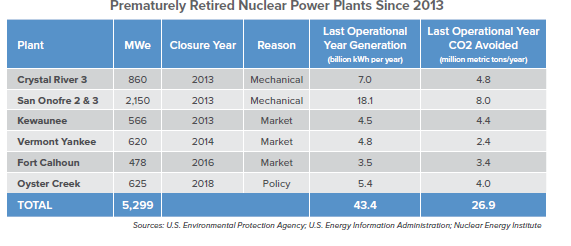 Prematurely Retired Nuclear Power Plants Since 2013
Plant MWe Closure Year Reason Last Operational Year Generation (billion kWh per year) Last Operational Year CO2 Avoided (million metric tons/year)
Crystal River 3 860 2013 Mechanical 7.0 4.8
San Onofre 2 & 3 2,150 2013 Mechanical 18.1 8.0
Kewaunee 566 2013 Market 4.5 4.4
Vermont Yankee 620 2014 Market 4.8 2.4
Fort Calhoun 478 2016 Market 3.5 3.4
Oyster Creek 625 2018 Policy 5.4 4.0
TOTAL 5,299 43.4 26.9
Sources: U.S. Environmental Protection Agency; U.S. Energy Information Administration; Nuclear Energy Institute